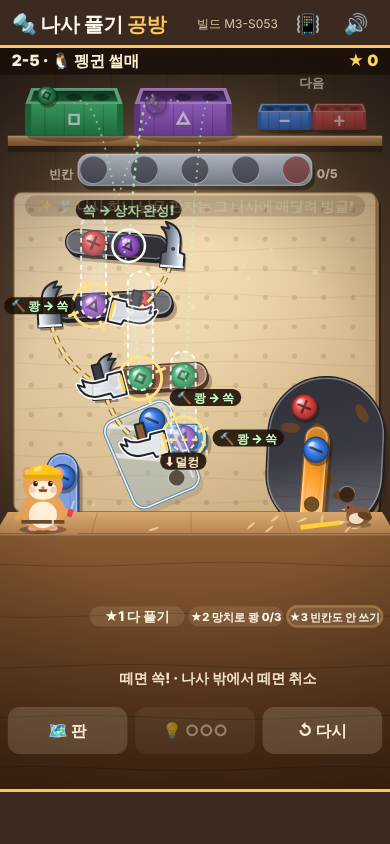 나사 풀기 공방
빌드 M3-S053
2-5 · 펭귄 썰매
★ 0
다음
빈칸
0/5
쏙 → 상자 완성!
쾅 → 쏙
쾅 → 쏙
쾅 → 쏙
⬇덜컹
★1 다 풀기
★2 망치로 쾅 0/3
★3 빈칸도 안 쓰기
떼면 쏙! · 나사 밖에서 떼면 취소
판
다시